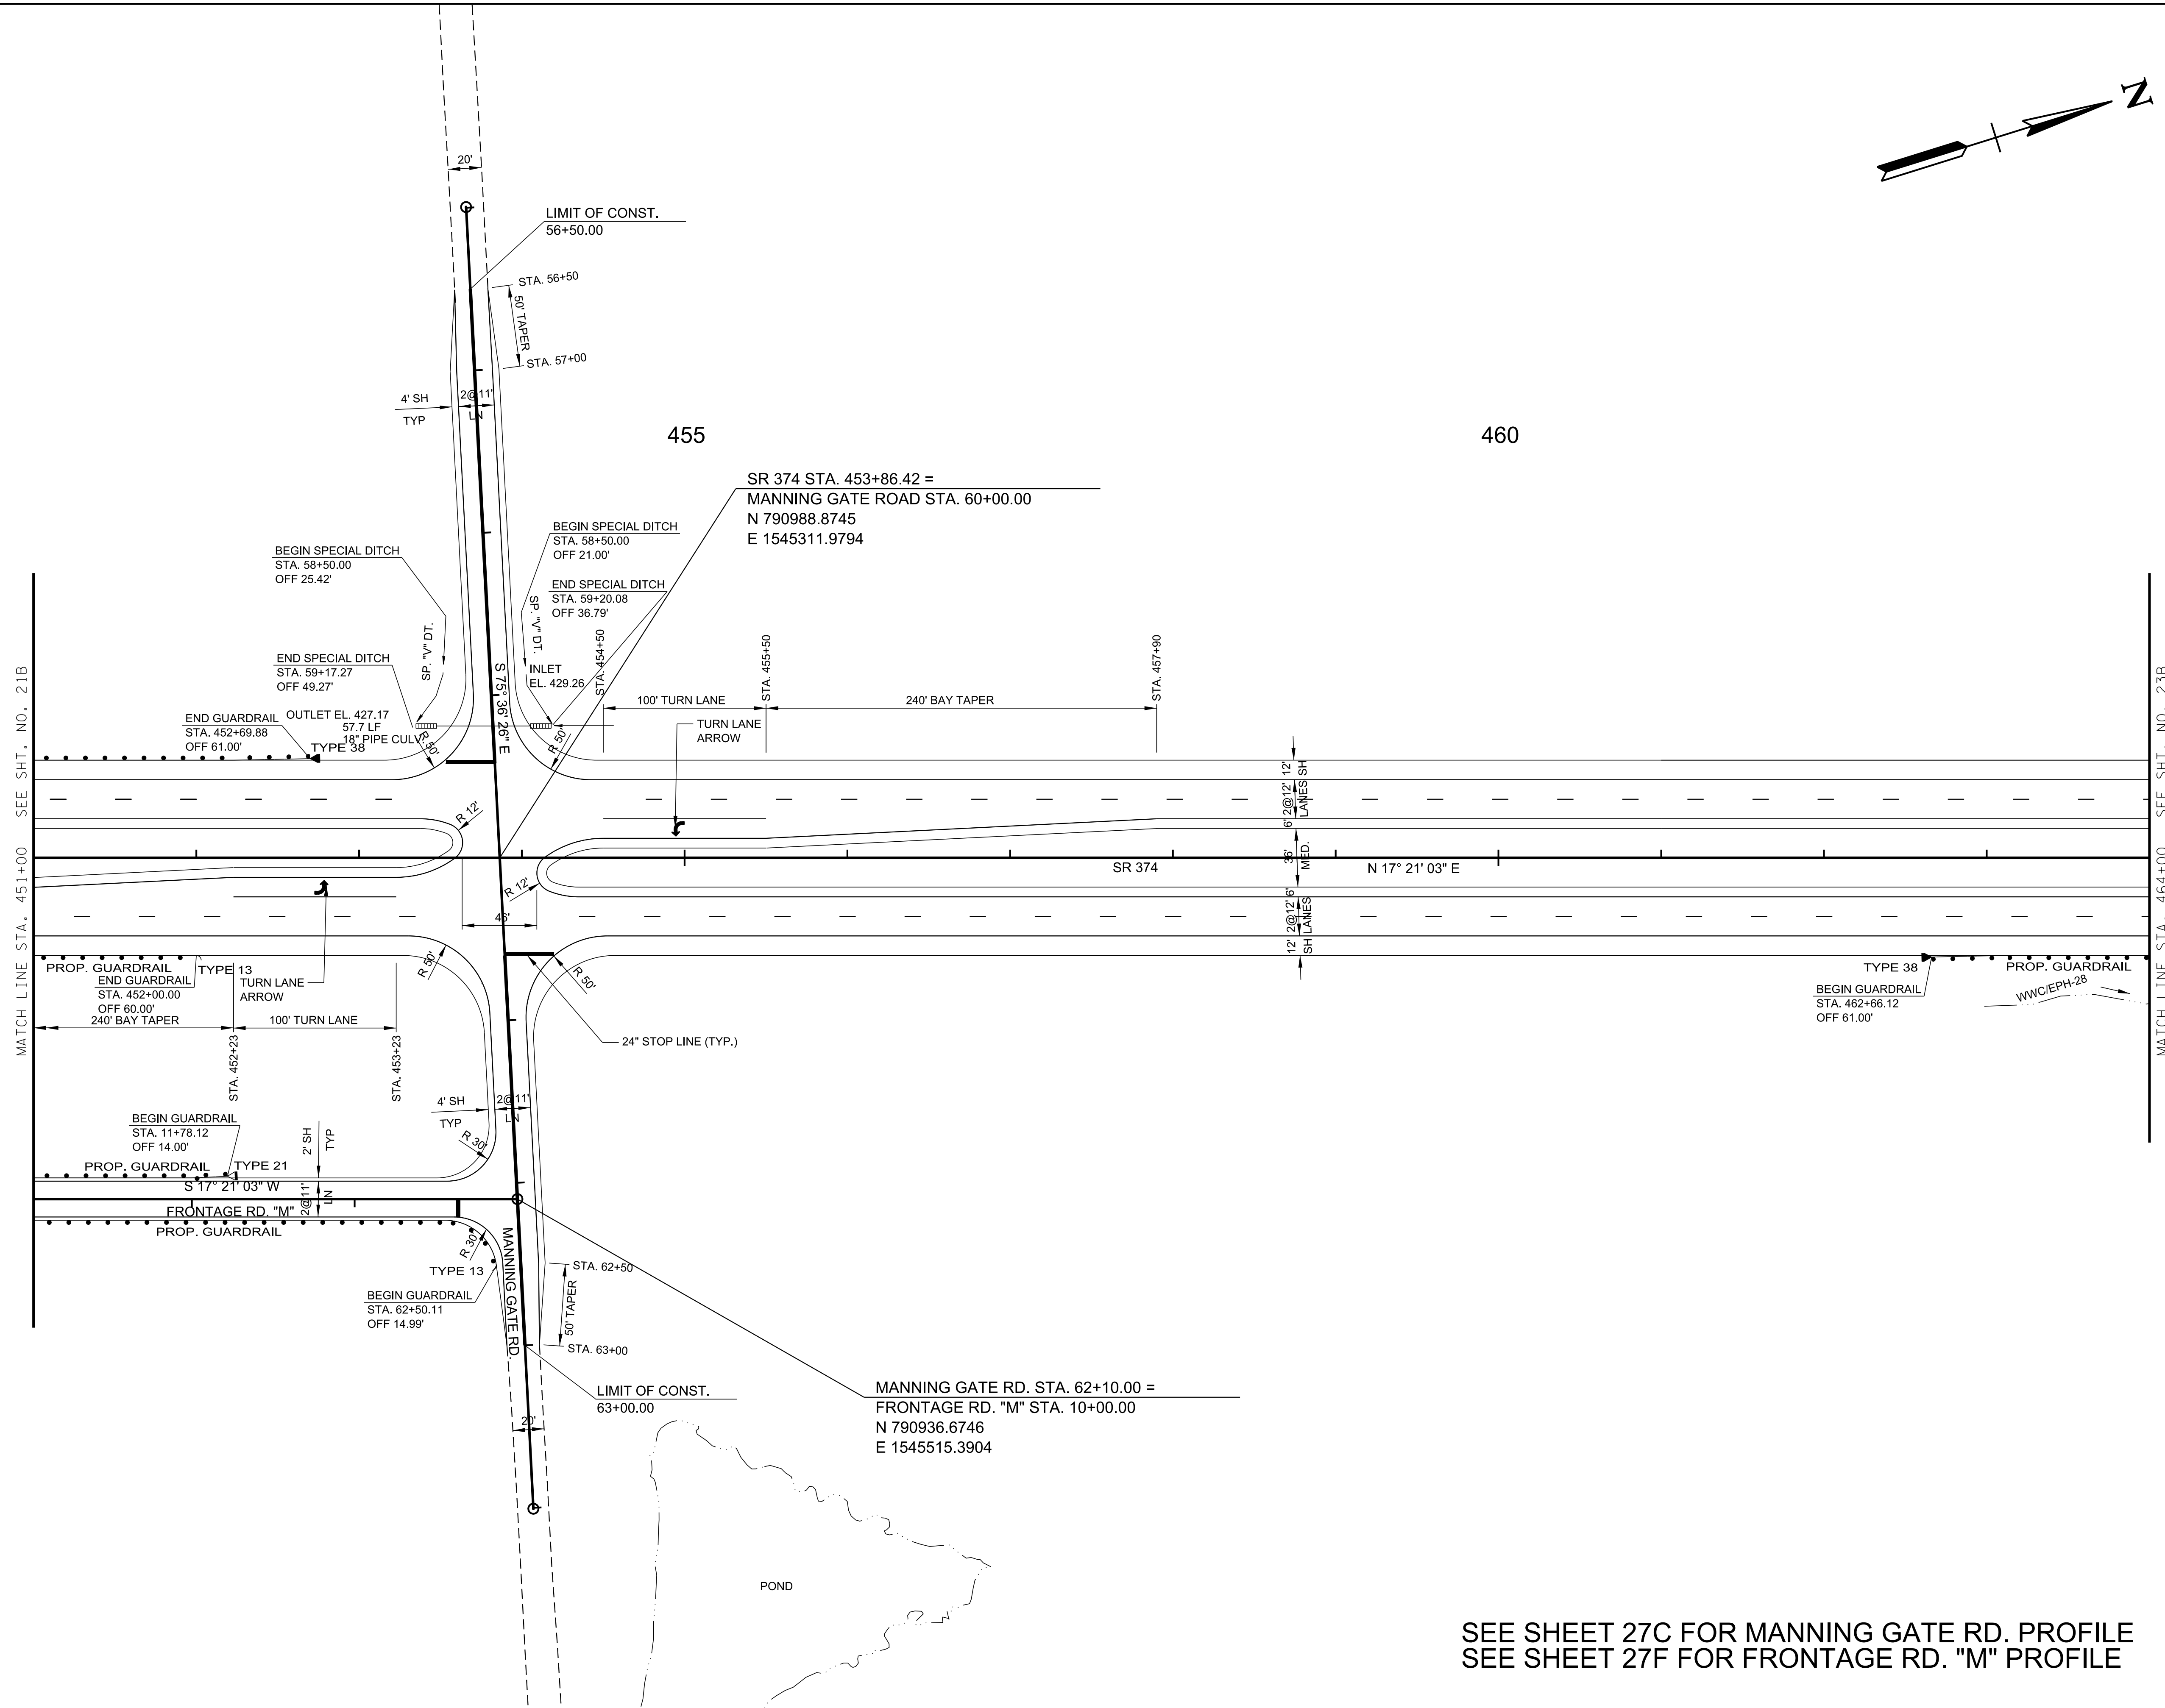 N
20'
LIMIT OF CONST.
56+50.00
STA. 56+50
50' TAPER
STA. 57+00
4' SH
TYP
2@11'
LN
455
460
SR 374 STA. 453+86.42 =
MANNING GATE ROAD STA. 60+00.00
N 790988.8745
E 1545311.9794
BEGIN SPECIAL DITCH
STA. 58+50.00
OFF 21.00'
BEGIN SPECIAL DITCH
STA. 58+50.00
OFF 25.42'
END SPECIAL DITCH
STA. 59+20.08
OFF 36.79'
SP. "V" DT.
SP. "V" DT.
END SPECIAL DITCH
STA. 59+17.27
OFF 49.27'
INLET
EL. 429.26
S 75° 36' 26" E
STA. 454+50
STA. 455+50
STA. 457+90
100' TURN LANE
240' BAY TAPER
TURN LANE
ARROW
END GUARDRAIL
STA. 452+69.88
OFF 61.00'
OUTLET EL. 427.17
57.7 LF
18" PIPE CULV.
TYPE 38
R 50'
R 50'
MATCH LINE STA. 451+00 SEE SHT. NO. 21B
MATCH LINE STA. 464+00 SEE SHT. NO. 23B
12'
SH
2@12'
LANES
6'
36'
MED.
6'
2@12'
LANES
12'
SH
R 12'
R 12'
46'
SR 374
N 17° 21' 03" E
PROP. GUARDRAIL
TYPE 13
END GUARDRAIL
STA. 452+00.00
OFF 60.00'
TURN LANE
ARROW
R 50'
R 50'
240' BAY TAPER
100' TURN LANE
STA. 452+23
STA. 453+23
24" STOP LINE (TYP.)
TYPE 38
PROP. GUARDRAIL
BEGIN GUARDRAIL
STA. 462+66.12
OFF 61.00'
WWC/EPH-28
4' SH
TYP
2@11'
LN
BEGIN GUARDRAIL
STA. 11+78.12
OFF 14.00'
2' SH
TYP
R 30'
PROP. GUARDRAIL
TYPE 21
S 17° 21' 03" W
2@11'
LN
FRONTAGE RD. "M"
PROP. GUARDRAIL
R 30'
TYPE 13
MANNING GATE RD.
BEGIN GUARDRAIL
STA. 62+50.11
OFF 14.99'
STA. 62+50
50' TAPER
STA. 63+00
LIMIT OF CONST.
63+00.00
20'
MANNING GATE RD. STA. 62+10.00 =
FRONTAGE RD. "M" STA. 10+00.00
N 790936.6746
E 1545515.3904
POND
SEE SHEET 27C FOR MANNING GATE RD. PROFILE
SEE SHEET 27F FOR FRONTAGE RD. "M" PROFILE